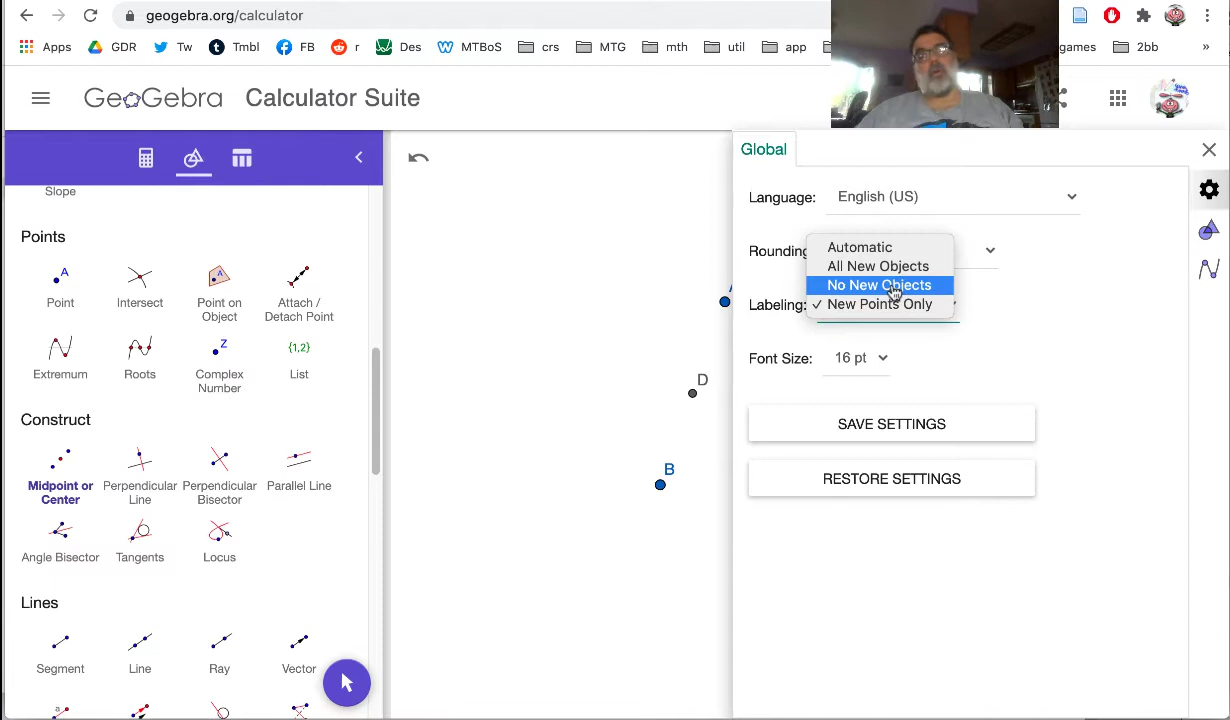 geogebra.org/calculator
Apps GDR Tw Tmbl FB r Des MTBoS crs MTG mth util app games 2bb »
GeoGebra Calculator Suite
Global
Slope
Points
Point Intersect Point on Object Attach / Detach Point
Extremum Roots Complex Number List
{1,2}
A
Z
Construct
Midpoint or Center Perpendicular Line Perpendicular Bisector Parallel Line
Angle Bisector Tangents Locus
Lines
Segment Line Ray Vector
a
D
B
Language: English (US)
Rounding
Automatic
All New Objects
No New Objects
Labeling: ✓ New Points Only
Font Size: 16 pt
SAVE SETTINGS
RESTORE SETTINGS